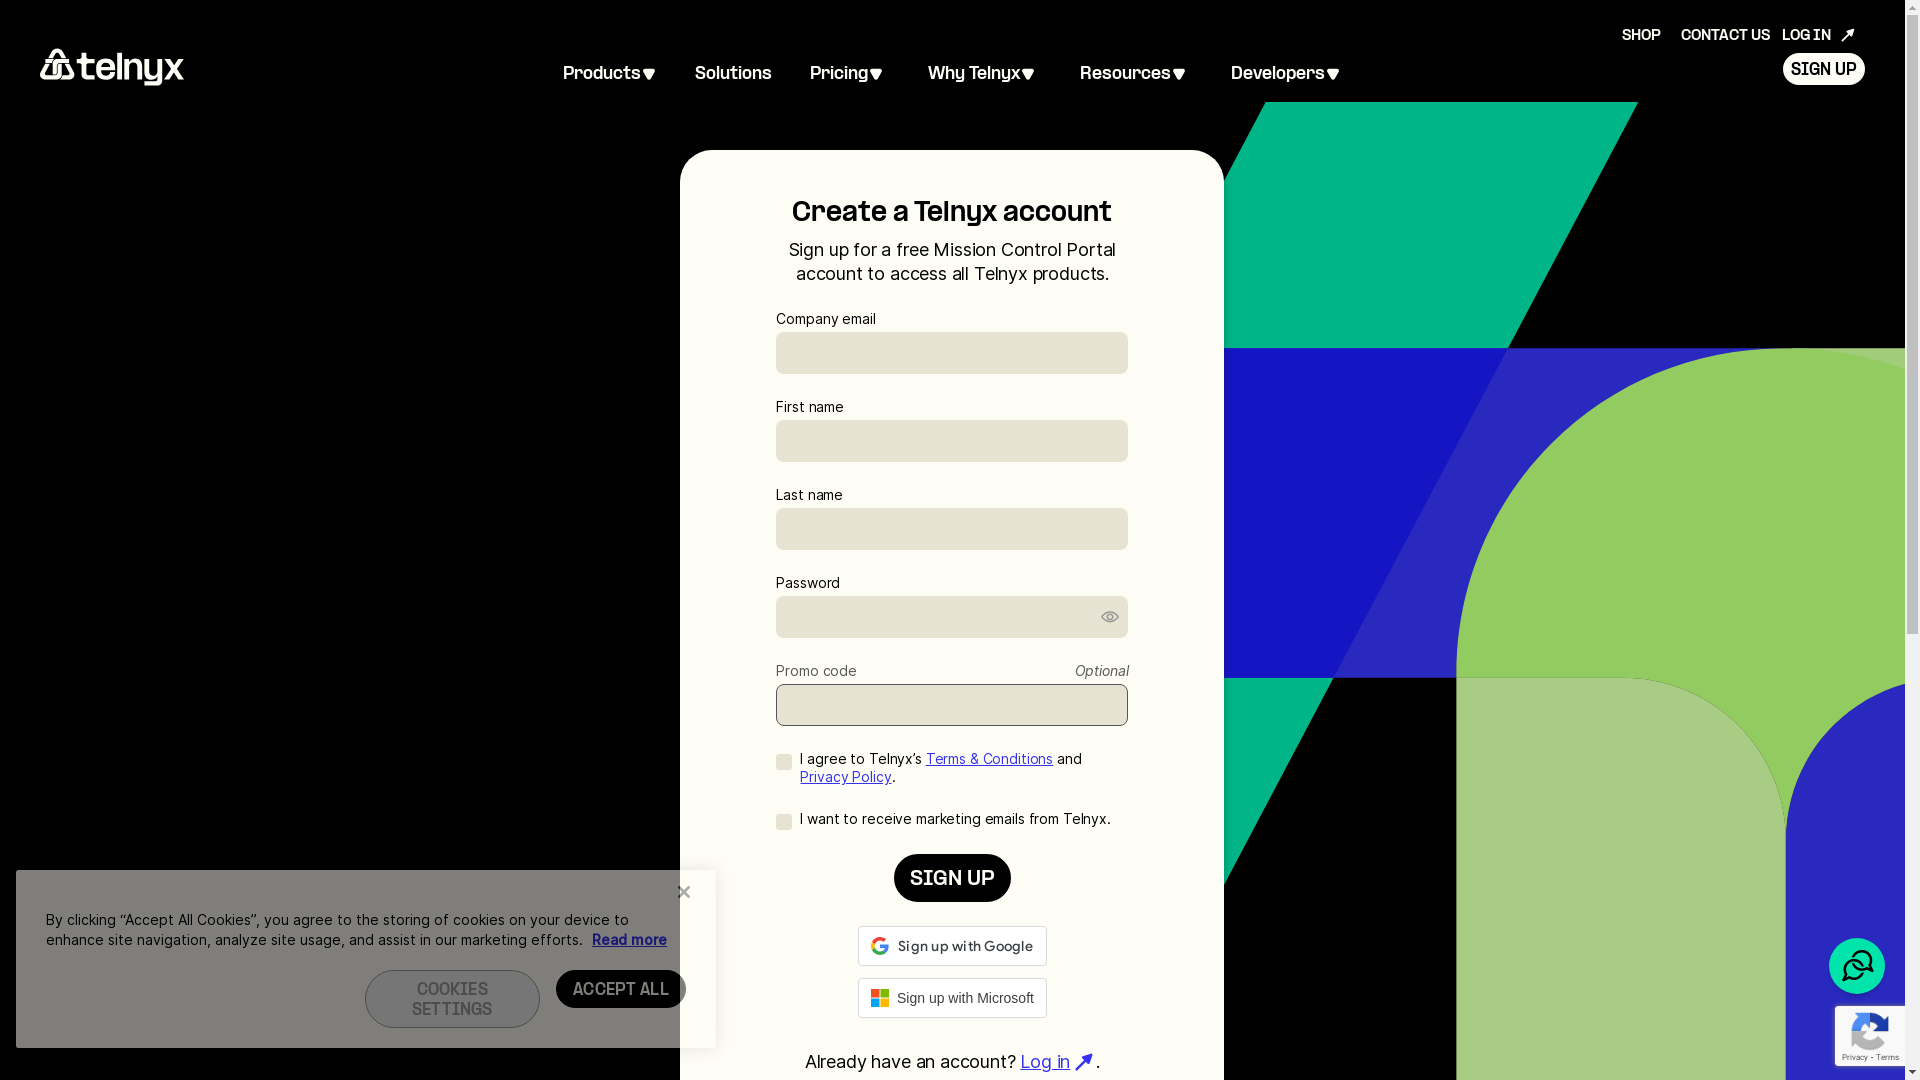 SHOP CONTACT US LOG IN
telnyx Products Solutions Pricing Why Telnyx Resources Developers SIGN UP
Create a Telnyx account
Sign up for a free Mission Control Portal
account to access all Telnyx products.
Company email
First name
Last name
Password
Promo code Optional
I agree to Telnyx’s Terms & Conditions and
Privacy Policy.
I want to receive marketing emails from Telnyx.
SIGN UP
Sign up with Google
Sign up with Microsoft
Already have an account? Log in .
By clicking “Accept All Cookies”, you agree to the storing of cookies on your device to
enhance site navigation, analyze site usage, and assist in our marketing efforts. Read more
COOKIES
SETTINGS
ACCEPT ALL
Privacy - Terms